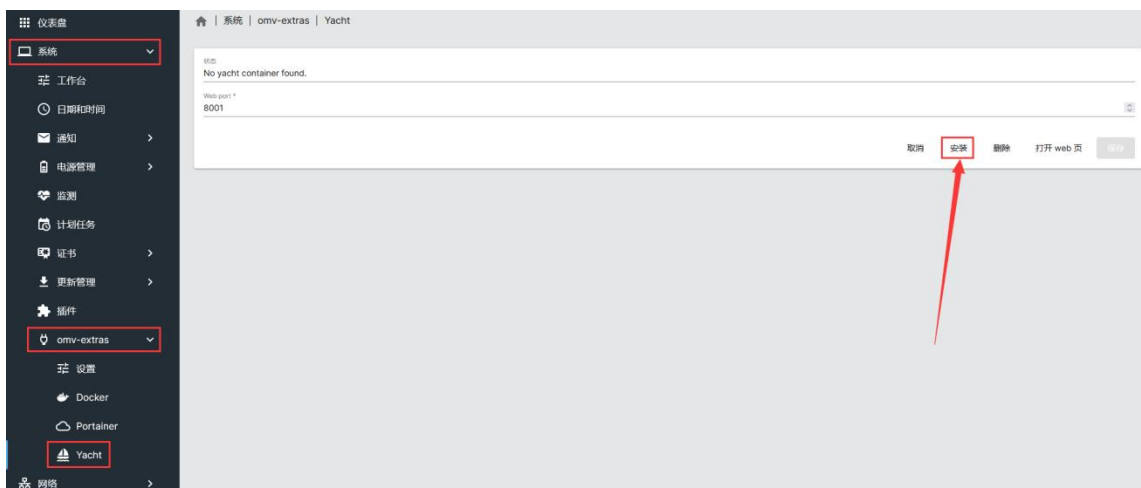 仪表盘
系统 | omv-extras | Yacht
系统
状态
No yacht container found.
工作台
Web port *
8001
日期和时间
通知
取消 安装 删除 打开 web 页 保存
电源管理
监测
计划任务
证书
更新管理
插件
omv-extras
设置
Docker
Portainer
Yacht
网络